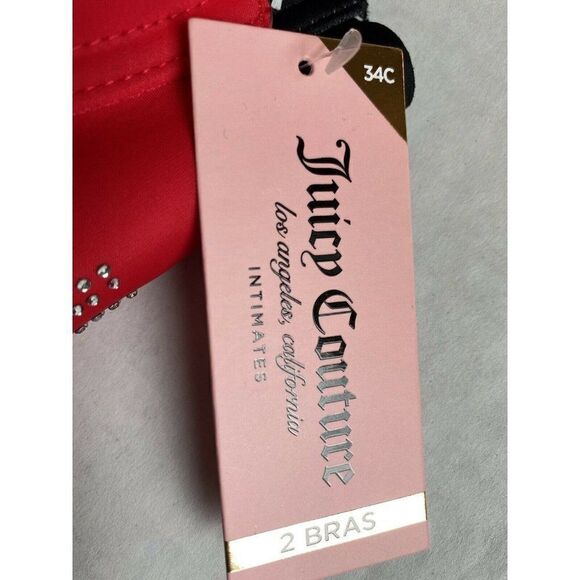 34C
Juicy Couture
los angeles, california
INTIMATES
2 BRAS